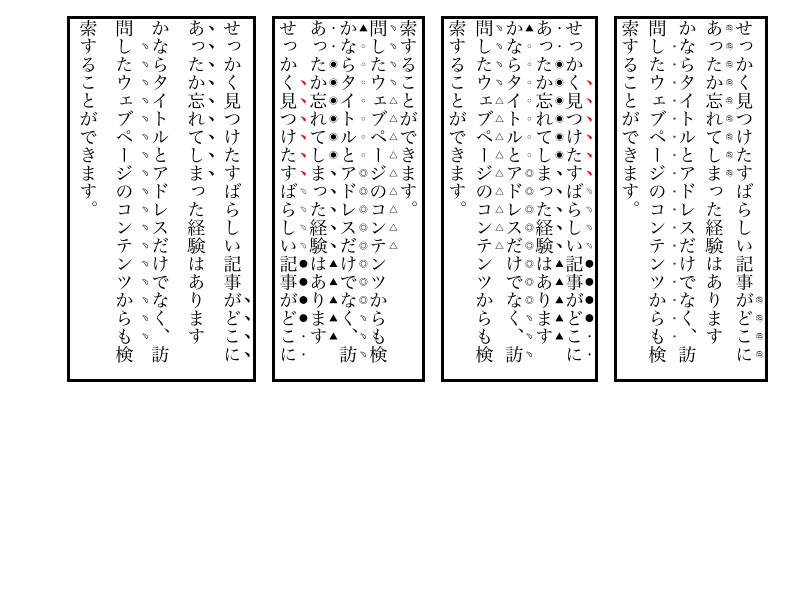 せっかく見つけたすばらしい記事がどこに
あったか忘れてしまった経験はあります
かならタイトルとアドレスだけでなく、訪
問したウェブページのコンテンツからも検
索することができます。
せっかく見つけたすばらしい記事がどこに
あったか忘れてしまった経験はあります
かならタイトルとアドレスだけでなく、訪
問したウェブページのコンテンツからも検
索することができます。
せっかく見つけたすばらしい記事がどこに
あったか忘れてしまった経験はあります
かならタイトルとアドレスだけでなく、訪
問したウェブページのコンテンツからも検
索することができます。
せっかく見つけたすばらしい記事がどこに
あったか忘れてしまった経験はあります
かならタイトルとアドレスだけでなく、訪
問したウェブページのコンテンツからも検
索することができます。